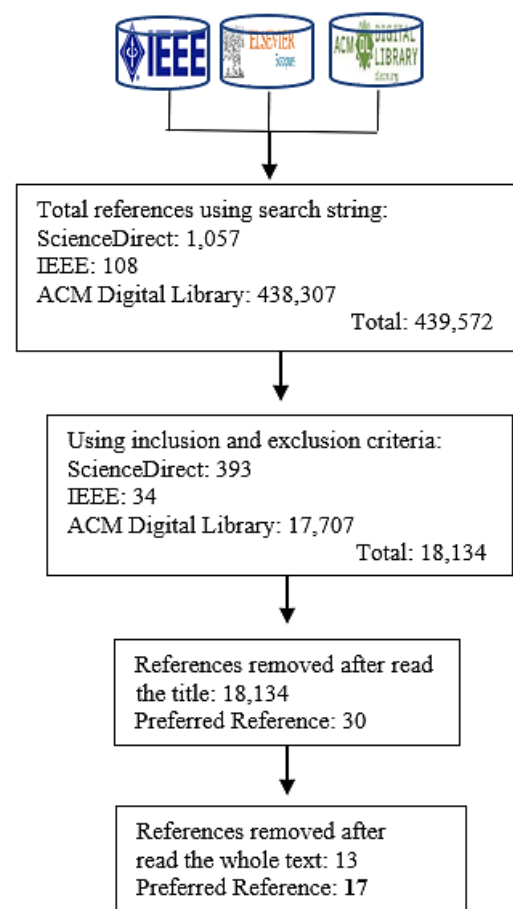 IEEE
ELSEVIER
Scopus
ACM DL DIGITAL
LIBRARY
Total references using search string:
ScienceDirect: 1,057
IEEE: 108
ACM Digital Library: 438,307
Total: 439,572
Using inclusion and exclusion criteria:
ScienceDirect: 393
IEEE: 34
ACM Digital Library: 17,707
Total: 18,134
References removed after read
the title: 18,134
Preferred Reference: 30
References removed after
read the whole text: 13
Preferred Reference: 17